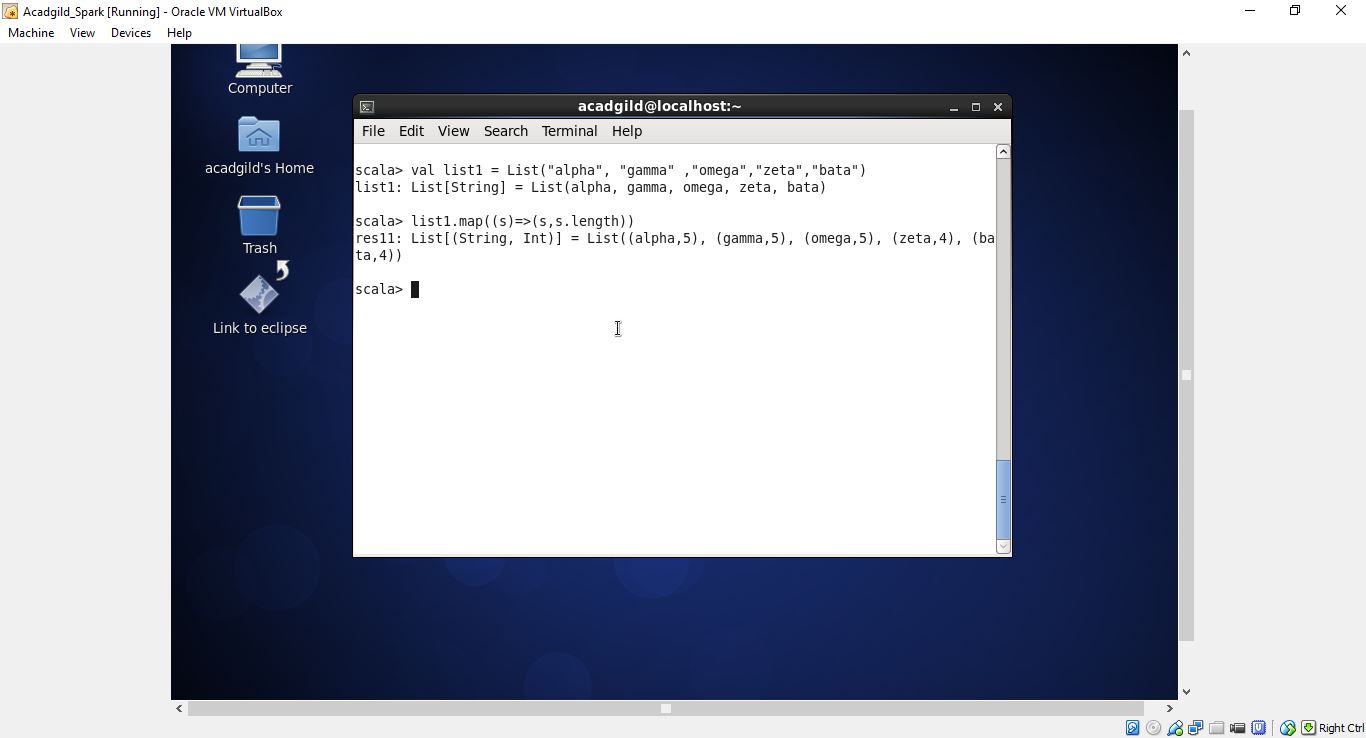 Acadgild_Spark [Running] - Oracle VM VirtualBox
Machine View Devices Help
Computer
acadgild's Home
Trash
Link to eclipse
acadgild@localhost:~
File Edit View Search Terminal Help
scala> val list1 = List("alpha", "gamma" ,"omega","zeta","bata")
list1: List[String] = List(alpha, gamma, omega, zeta, bata)
scala> list1.map((s)=>(s,s.length))
res11: List[(String, Int)] = List((alpha,5), (gamma,5), (omega,5), (zeta,4), (ba
ta,4))
scala>
Right Ctrl